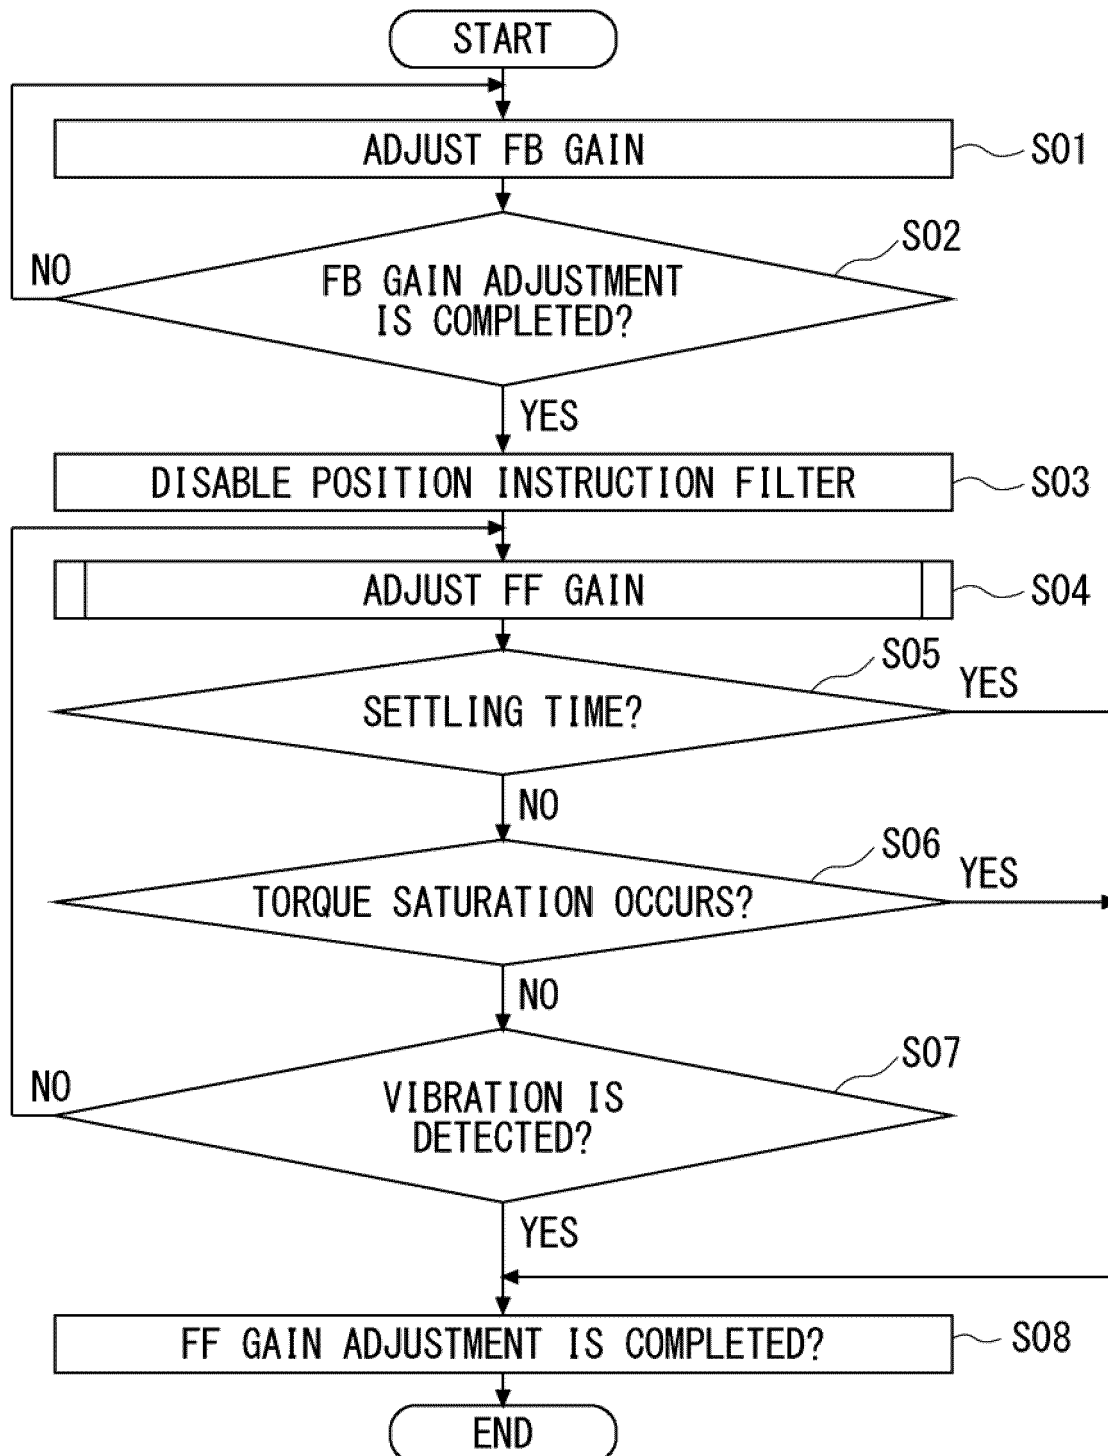 START
ADJUST FB GAIN
S01
S02
NO
FB GAIN ADJUSTMENT
IS COMPLETED?
YES
DISABLE POSITION INSTRUCTION FILTER
S03
ADJUST FF GAIN
S04
S05
YES
SETTLING TIME?
NO
S06
YES
TORQUE SATURATION OCCURS?
NO
S07
NO
VIBRATION IS
DETECTED?
YES
FF GAIN ADJUSTMENT IS COMPLETED?
S08
END